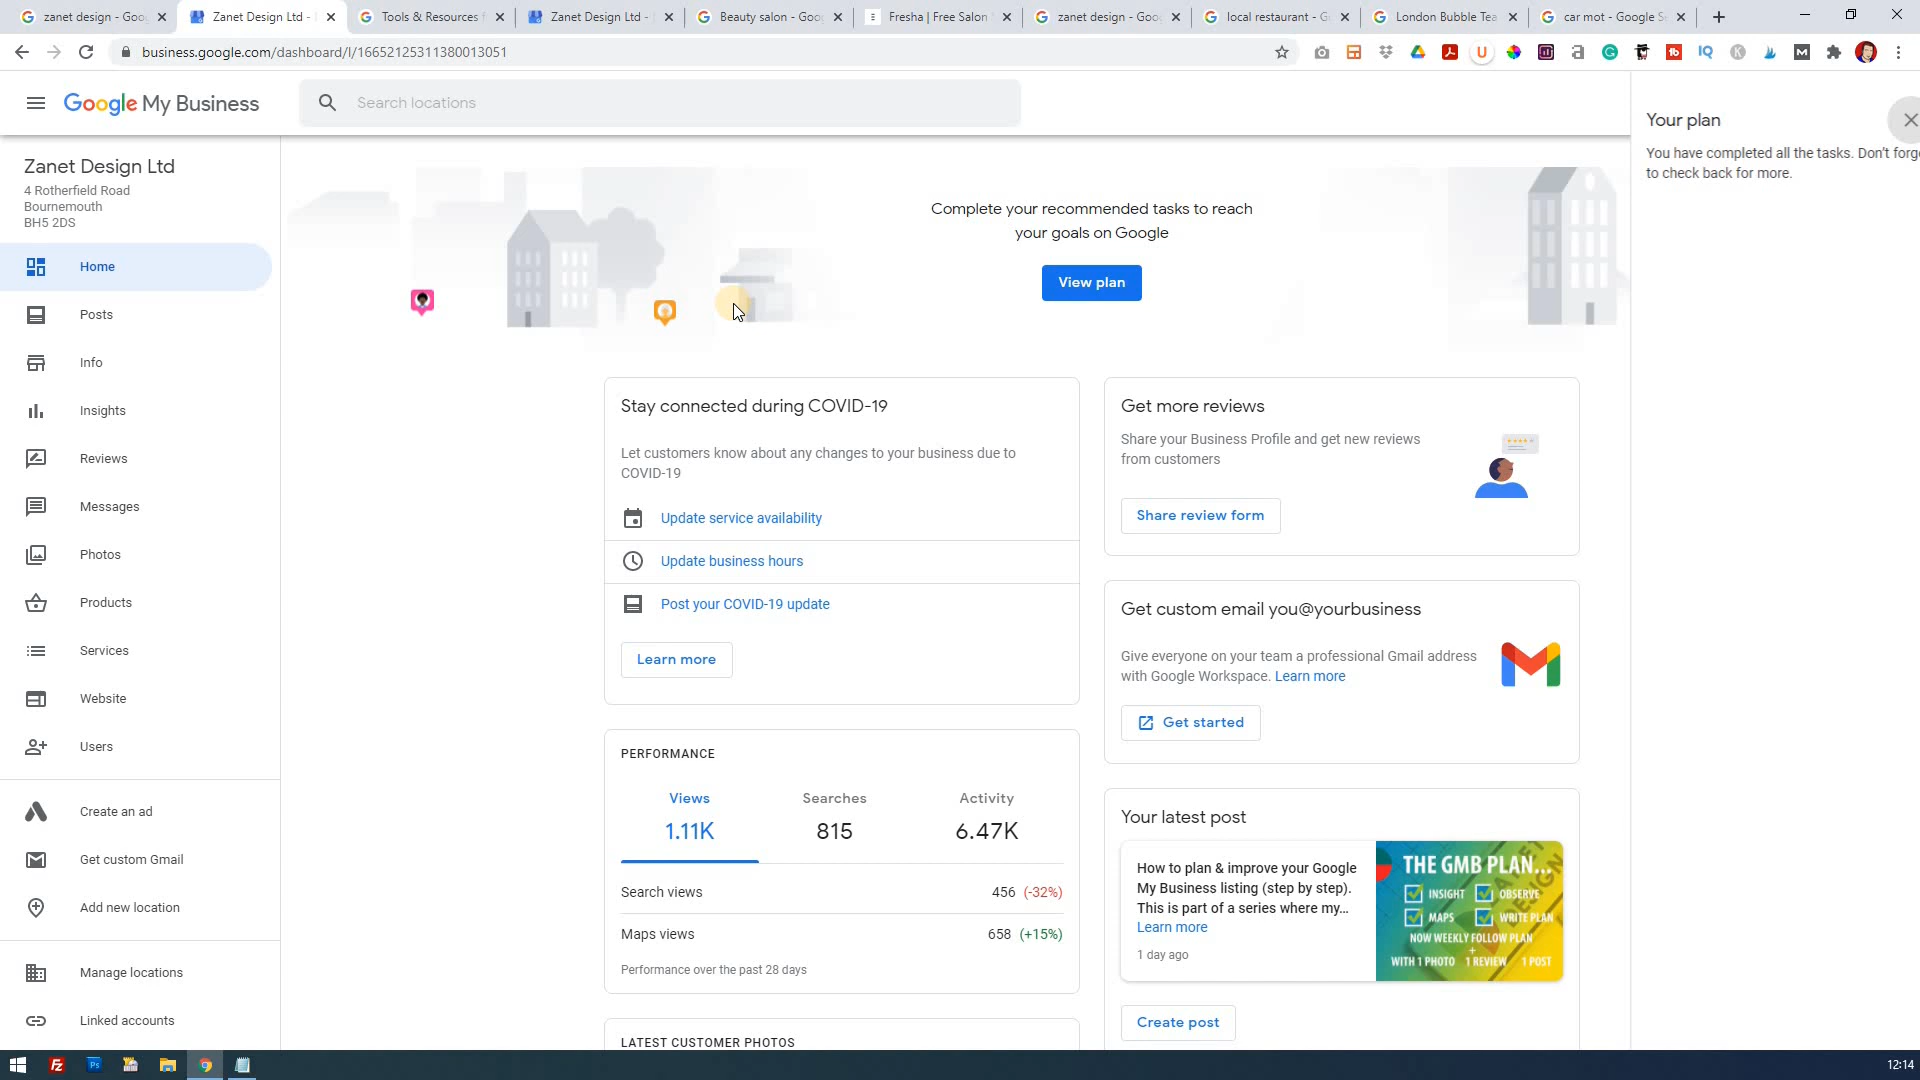 zanet design - Goo
Zanet Design Ltd -
Tools & Resources f
Zanet Design Ltd -
Beauty salon - Goo
Fresha | Free Salon
zanet design - Goo
local restaurant - G
London Bubble Tea
car mot - Google Se
business.google.com/dashboard/l/16652125311380013051
Google My Business
Search locations
Your plan
You have completed all the tasks. Don't forg
to check back for more.
Zanet Design Ltd
4 Rotherfield Road
Bournemouth
BH5 2DS
Home
Posts
Info
Insights
Reviews
Messages
Photos
Products
Services
Website
Users
Create an ad
Get custom Gmail
Add new location
Manage locations
Linked accounts
Complete your recommended tasks to reach
your goals on Google
View plan
Stay connected during COVID-19
Let customers know about any changes to your business due to
COVID-19
Update service availability
Update business hours
Post your COVID-19 update
Learn more
PERFORMANCE
Views Searches Activity
1.11K 815 6.47K
Search views 456 (-32%)
Maps views 658 (+15%)
Performance over the past 28 days
LATEST CUSTOMER PHOTOS
Get more reviews
Share your Business Profile and get new reviews
from customers
Share review form
Get custom email you@yourbusiness
Give everyone on your team a professional Gmail address
with Google Workspace. Learn more
Get started
Your latest post
How to plan & improve your Google
My Business listing (step by step).
This is part of a series where my...
Learn more
1 day ago
THE GMB PLAN...
INSIGHT OBSERVE
MAPS WRITE PLAN
NOW WEEKLY FOLLOW PLAN
+
WITH 1 PHOTO 1 REVIEW 1 POST
Create post
12:14